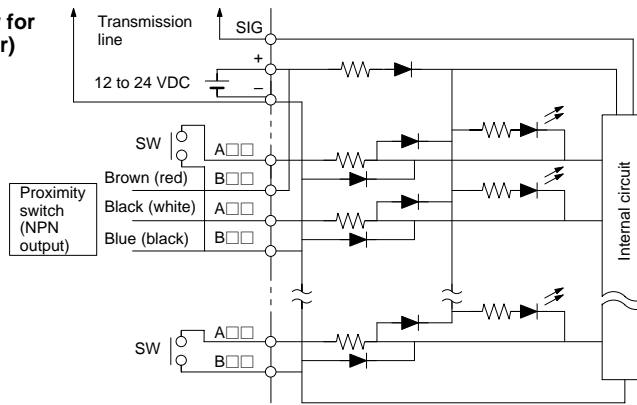 r for
r)
Transmission
line
SIG
+
12 to 24 VDC
–
SW
A□□
B□□
Brown (red)
Proximity
switch
(NPN
output)
Black (white)
A□□
Blue (black)
B□□
Internal circuit
SW
A□□
B□□